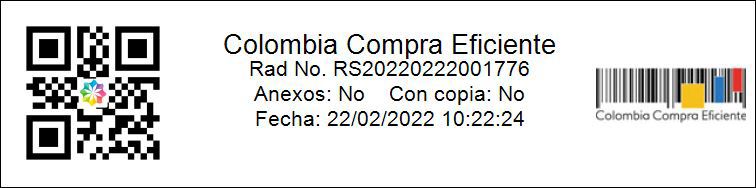 Colombia Compra Eficiente
Rad No. RS20220222001776
Anexos: No    Con copia: No
Fecha: 22/02/2022 10:22:24
Colombia Compra Eficiente